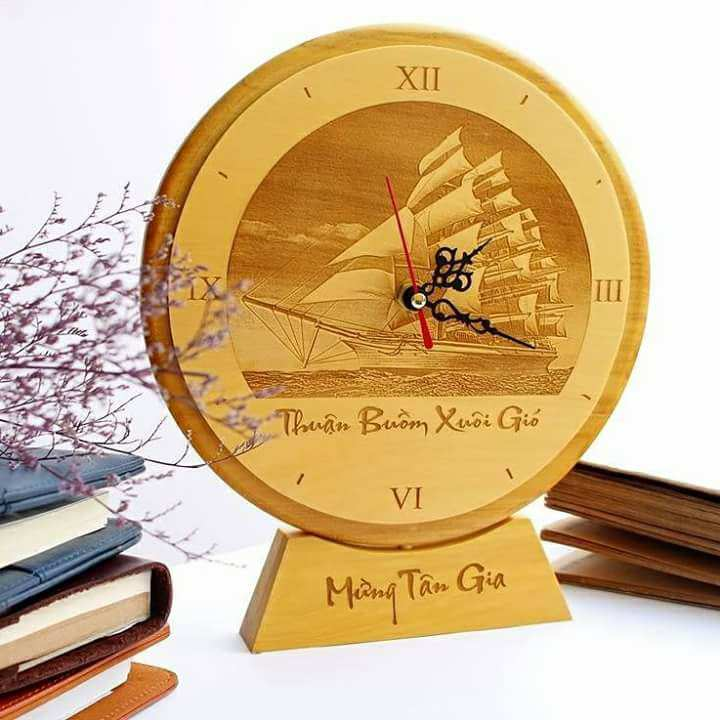 XII
IX
III
Thuận Buồm Xuôi Gió
VI
Mừng Tân Gia